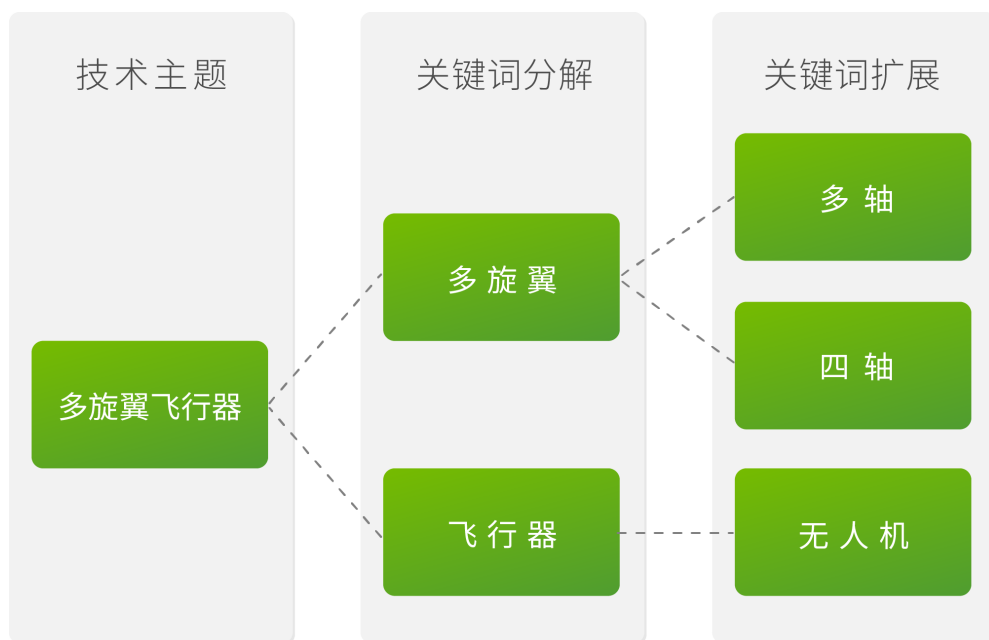 技术主题
关键词分解
关键词扩展
多旋翼飞行器
多旋翼
飞行器
多轴
四轴
无人机